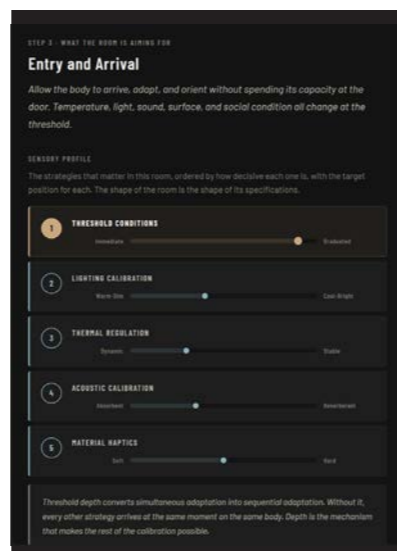 STEP 3 · WHAT THE ROOM IS AIMING FOR
Entry and Arrival
Allow the body to arrive, adapt, and orient without spending its capacity at the
door. Temperature, light, sound, surface, and social condition all change at the
threshold.
SENSORY PROFILE
The strategies that matter in this room, ordered by how decisive each one is, with the target
position for each. The shape of the room is the shape of its specifications.
1 THRESHOLD CONDITIONS
Immediate Graduated
2 LIGHTING CALIBRATION
Warm-Dim Cool-Bright
3 THERMAL REGULATION
Dynamic Stable
4 ACOUSTIC CALIBRATION
Absorbent Reverberant
5 MATERIAL HAPTICS
Soft Hard
Threshold depth converts simultaneous adaptation into sequential adaptation. Without it,
every other strategy arrives at the same moment on the same body. Depth is the mechanism
that makes the rest of the calibration possible.